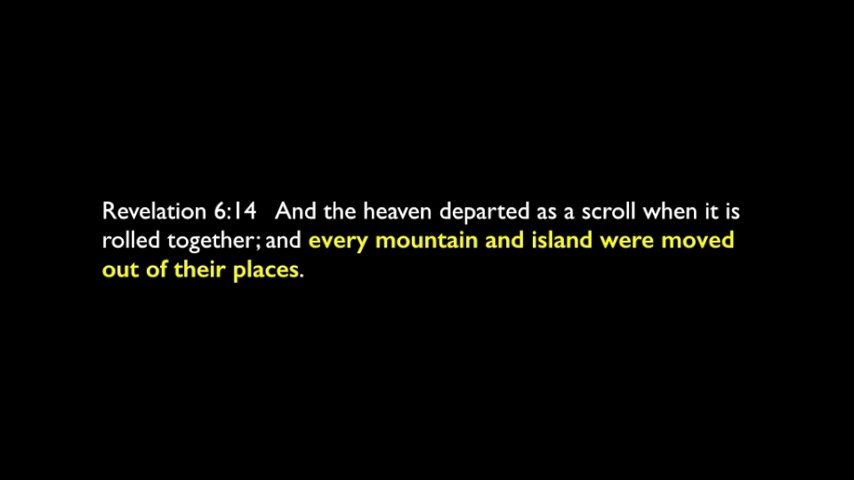 Revelation 6:14 And the heaven departed as a scroll when it is
rolled together; and every mountain and island were moved
out of their places.